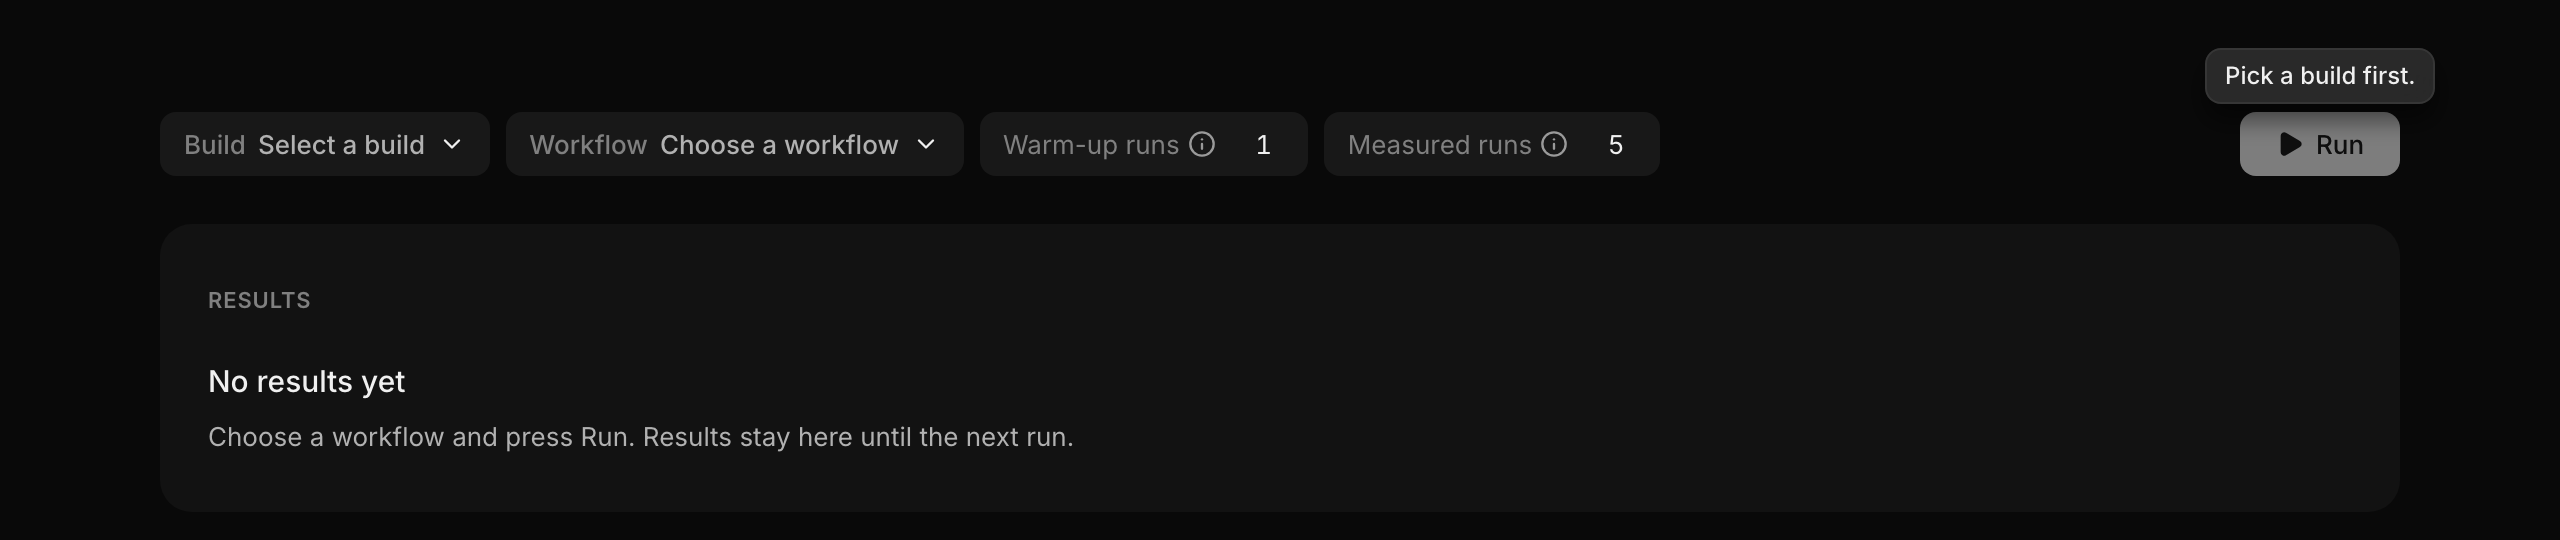 Pick a build first.
Build Select a build Workflow Choose a workflow Warm-up runs 1 Measured runs 5 Run
RESULTS
No results yet
Choose a workflow and press Run. Results stay here until the next run.